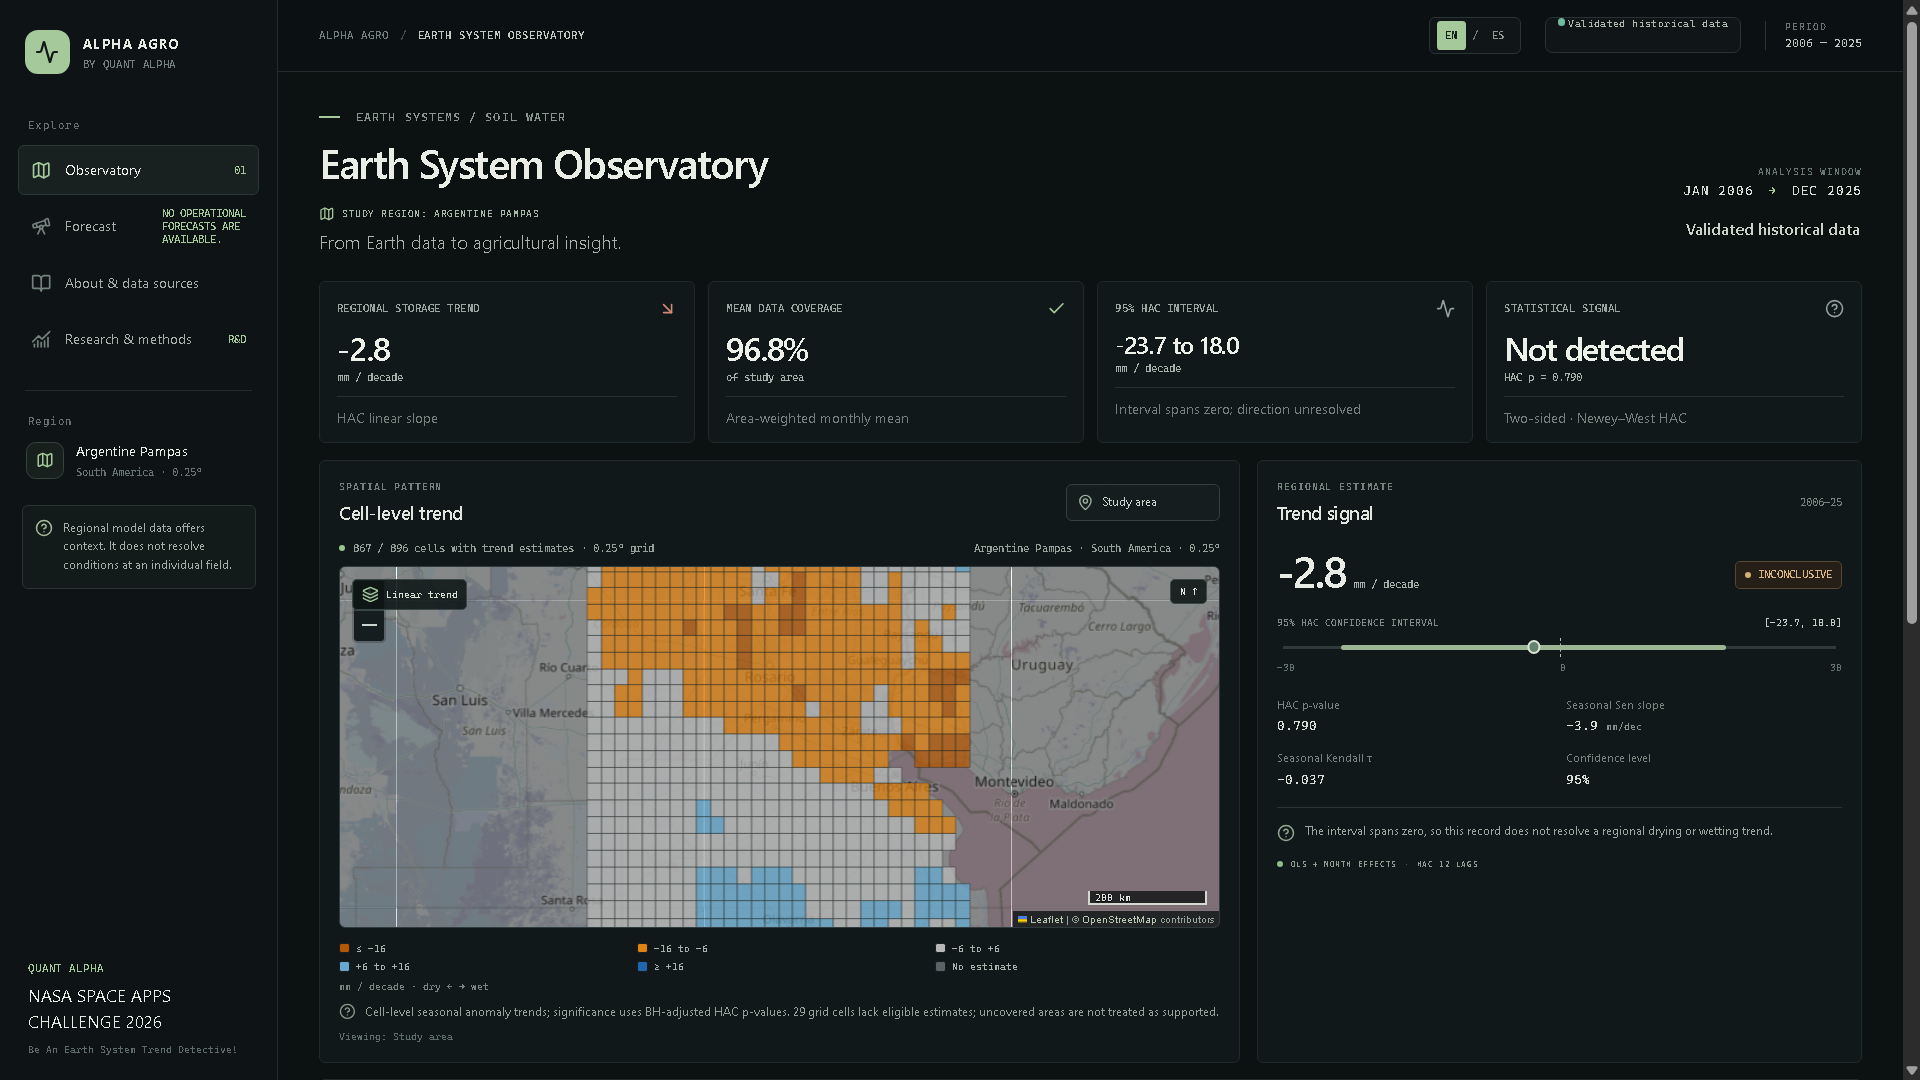 ALPHA AGRO
BY QUANT ALPHA
Explore
Observatory 01
Forecast
NO OPERATIONAL
FORECASTS ARE
AVAILABLE.
About & data sources
Research & methods R&D
Region
Argentine Pampas
South America · 0.25°
Regional model data offers
context. It does not resolve
conditions at an individual field.
QUANT ALPHA
NASA SPACE APPS
CHALLENGE 2026
Be An Earth System Trend Detective!
ALPHA AGRO / EARTH SYSTEM OBSERVATORY
EN / ES
Validated historical data
PERIOD
2006 — 2025
EARTH SYSTEMS / SOIL WATER
Earth System Observatory
STUDY REGION: ARGENTINE PAMPAS
From Earth data to agricultural insight.
ANALYSIS WINDOW
JAN 2006 → DEC 2025
Validated historical data
REGIONAL STORAGE TREND
-2.8
mm / decade
HAC linear slope
MEAN DATA COVERAGE
96.8%
of study area
Area-weighted monthly mean
95% HAC INTERVAL
-23.7 to 18.0
mm / decade
Interval spans zero; direction unresolved
STATISTICAL SIGNAL
Not detected
HAC p = 0.790
Two-sided · Newey–West HAC
SPATIAL PATTERN
Cell-level trend
Study area
867 / 896 cells with trend estimates · 0.25° grid
Argentine Pampas · South America · 0.25°
Linear trend
N ↑
Santa Fe
Tacuarembó
Cerro Largo
Río Cuar
Rosario
Uruguay
San Luis
Villa Mercede
San Luis
Junín
ndoza
Buenos Aires
Montevideo
Río de
la Plata
Maldonado
Santa Ro
200 km
Leaflet | © OpenStreetMap contributors
≤ -16
-16 to -6
-6 to +6
+6 to +16
≥ +16
No estimate
mm / decade · dry ← → wet
Cell-level seasonal anomaly trends; significance uses BH-adjusted HAC p-values. 29 grid cells lack eligible estimates; uncovered areas are not treated as supported.
Viewing: Study area
REGIONAL ESTIMATE
Trend signal
2006–25
-2.8 mm / decade
INCONCLUSIVE
95% HAC CONFIDENCE INTERVAL
[-23.7, 18.0]
-30 0 30
HAC p-value
0.790
Seasonal Sen slope
-3.9 mm/dec
Seasonal Kendall τ
-0.037
Confidence level
95%
The interval spans zero, so this record does not resolve a regional drying or wetting trend.
OLS + MONTH EFFECTS · HAC 12 LAGS